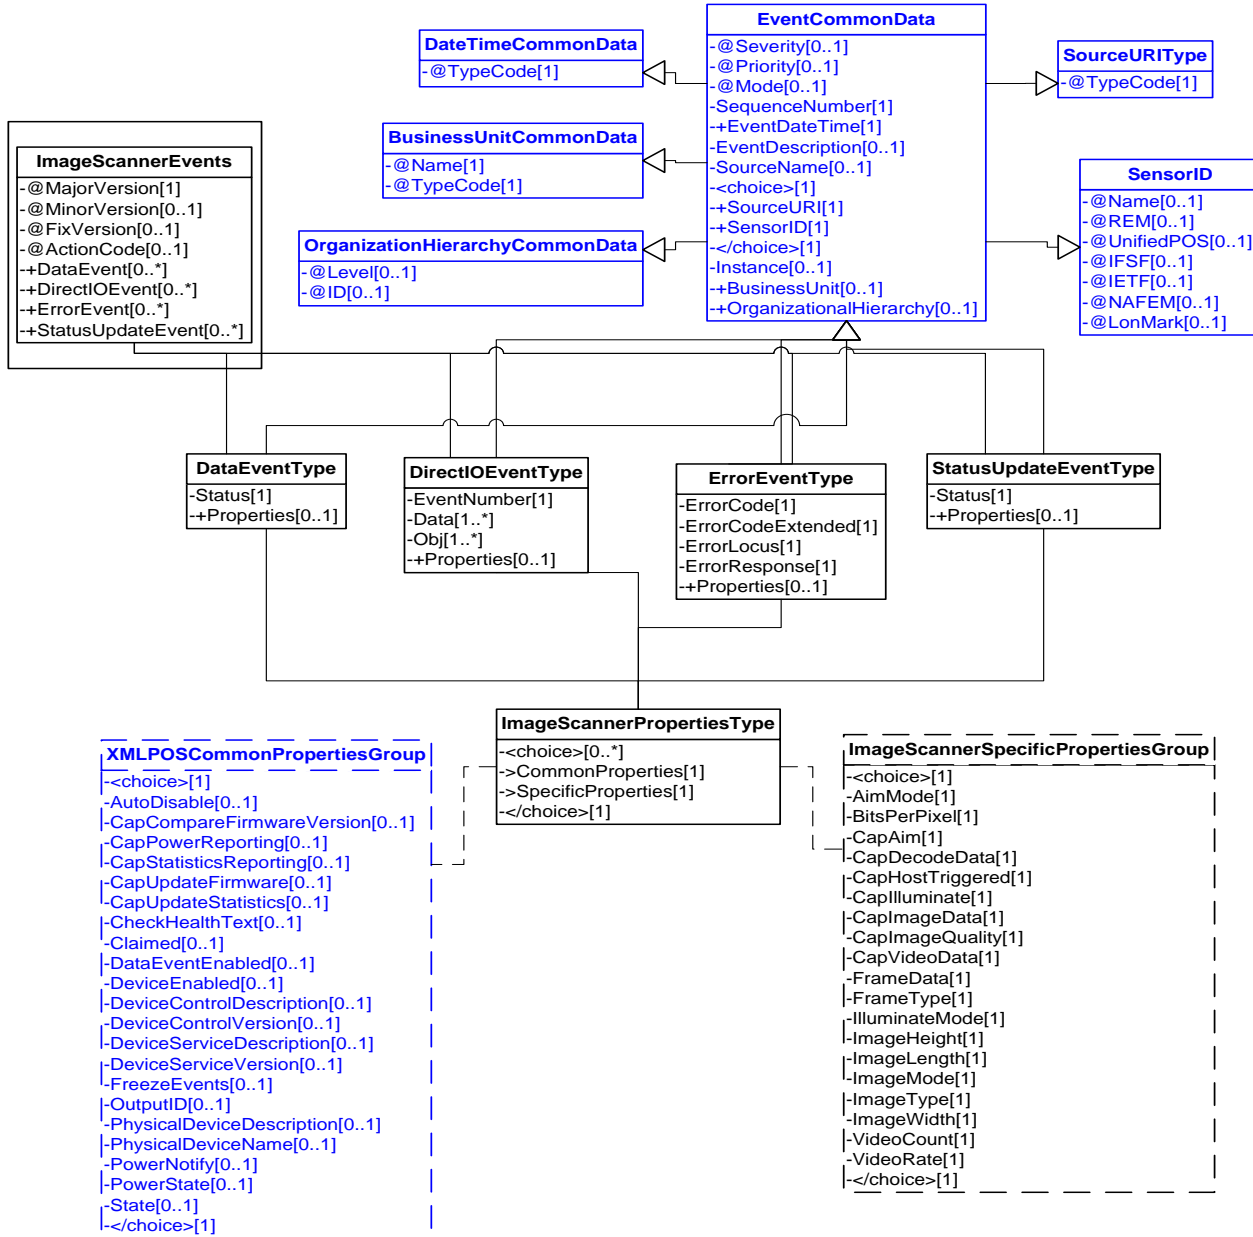 EventCommonData
-@Severity[0..1]
-@Priority[0..1]
-@Mode[0..1]
-SequenceNumber[1]
-+EventDateTime[1]
-EventDescription[0..1]
-SourceName[0..1]
-<choice>[1]
-+SourceURI[1]
-+SensorID[1]
-</choice>[1]
-Instance[0..1]
-+BusinessUnit[0..1]
-+OrganizationalHierarchy[0..1]
DateTimeCommonData
-@TypeCode[1]
SourceURIType
-@TypeCode[1]
BusinessUnitCommonData
-@Name[1]
-@TypeCode[1]
ImageScannerEvents
-@MajorVersion[1]
-@MinorVersion[0..1]
-@FixVersion[0..1]
-@ActionCode[0..1]
-+DataEvent[0..*]
-+DirectIOEvent[0..*]
-+ErrorEvent[0..*]
-+StatusUpdateEvent[0..*]
SensorID
-@Name[0..1]
-@REM[0..1]
-@UnifiedPOS[0..1]
-@IFSF[0..1]
-@IETF[0..1]
-@NAFEM[0..1]
-@LonMark[0..1]
OrganizationHierarchyCommonData
-@Level[0..1]
-@ID[0..1]
DataEventType
-Status[1]
-+Properties[0..1]
DirectIOEventType
-EventNumber[1]
-Data[1..*]
-Obj[1..*]
-+Properties[0..1]
ErrorEventType
-ErrorCode[1]
-ErrorCodeExtended[1]
-ErrorLocus[1]
-ErrorResponse[1]
-+Properties[0..1]
StatusUpdateEventType
-Status[1]
-+Properties[0..1]
ImageScannerPropertiesType
-<choice>[0..*]
->CommonProperties[1]
->SpecificProperties[1]
-</choice>[1]
XMLPOSCommonPropertiesGroup
-<choice>[1]
-AutoDisable[0..1]
-CapCompareFirmwareVersion[0..1]
-CapPowerReporting[0..1]
-CapStatisticsReporting[0..1]
-CapUpdateFirmware[0..1]
-CapUpdateStatistics[0..1]
-CheckHealthText[0..1]
-Claimed[0..1]
-DataEventEnabled[0..1]
-DeviceEnabled[0..1]
-DeviceControlDescription[0..1]
-DeviceControlVersion[0..1]
-DeviceServiceDescription[0..1]
-DeviceServiceVersion[0..1]
-FreezeEvents[0..1]
-OutputID[0..1]
-PhysicalDeviceDescription[0..1]
-PhysicalDeviceName[0..1]
-PowerNotify[0..1]
-PowerState[0..1]
-State[0..1]
-</choice>[1]
ImageScannerSpecificPropertiesGroup
-<choice>[1]
-AimMode[1]
-BitsPerPixel[1]
-CapAim[1]
-CapDecodeData[1]
-CapHostTriggered[1]
-CapIlluminate[1]
-CapImageData[1]
-CapImageQuality[1]
-CapVideoData[1]
-FrameData[1]
-FrameType[1]
-IlluminateMode[1]
-ImageHeight[1]
-ImageLength[1]
-ImageMode[1]
-ImageType[1]
-ImageWidth[1]
-VideoCount[1]
-VideoRate[1]
-</choice>[1]